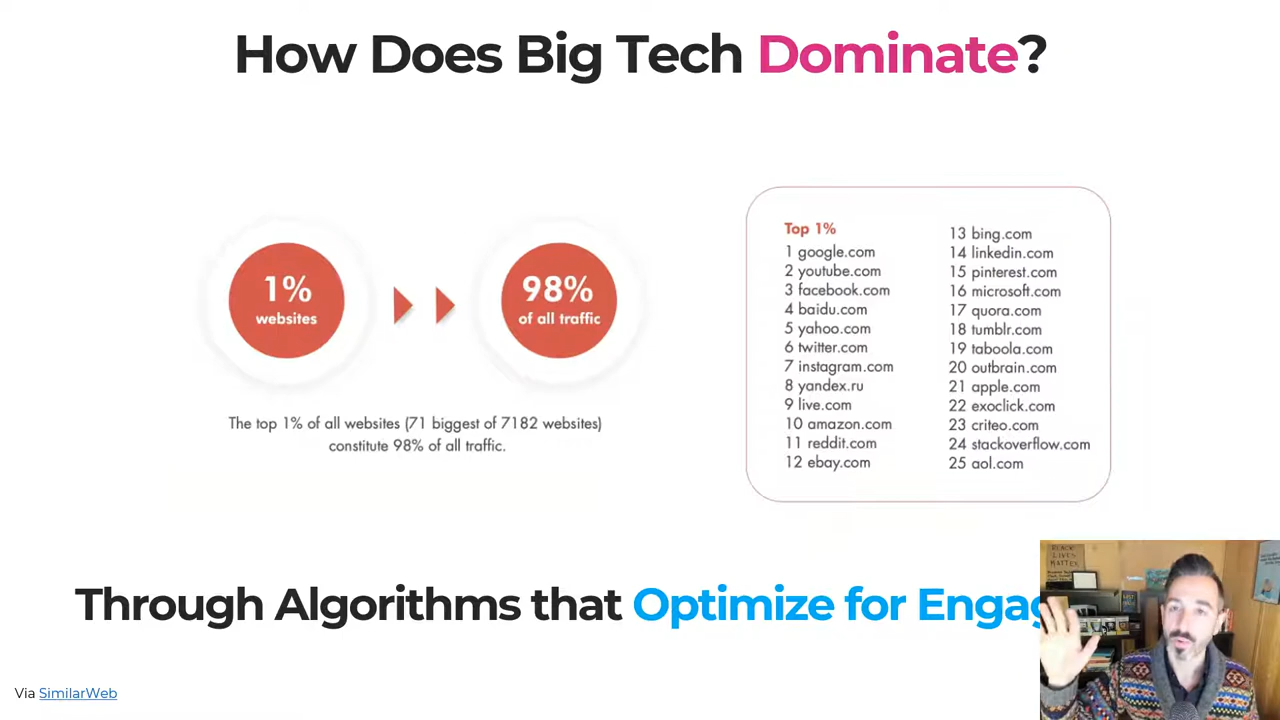 How Does Big Tech Dominate?
1%
websites
98%
of all traffic
The top 1% of all websites (71 biggest of 7182 websites)
constitute 98% of all traffic.
Top 1%
1 google.com
2 youtube.com
3 facebook.com
4 baidu.com
5 yahoo.com
6 twitter.com
7 instagram.com
8 yandex.ru
9 live.com
10 amazon.com
11 reddit.com
12 ebay.com
13 bing.com
14 linkedin.com
15 pinterest.com
16 microsoft.com
17 quora.com
18 tumblr.com
19 taboola.com
20 outbrain.com
21 apple.com
22 exoclick.com
23 criteo.com
24 stackoverflow.com
25 aol.com
Through Algorithms that Optimize for Engag
BLACK
LIVES
MATTER
Via SimilarWeb